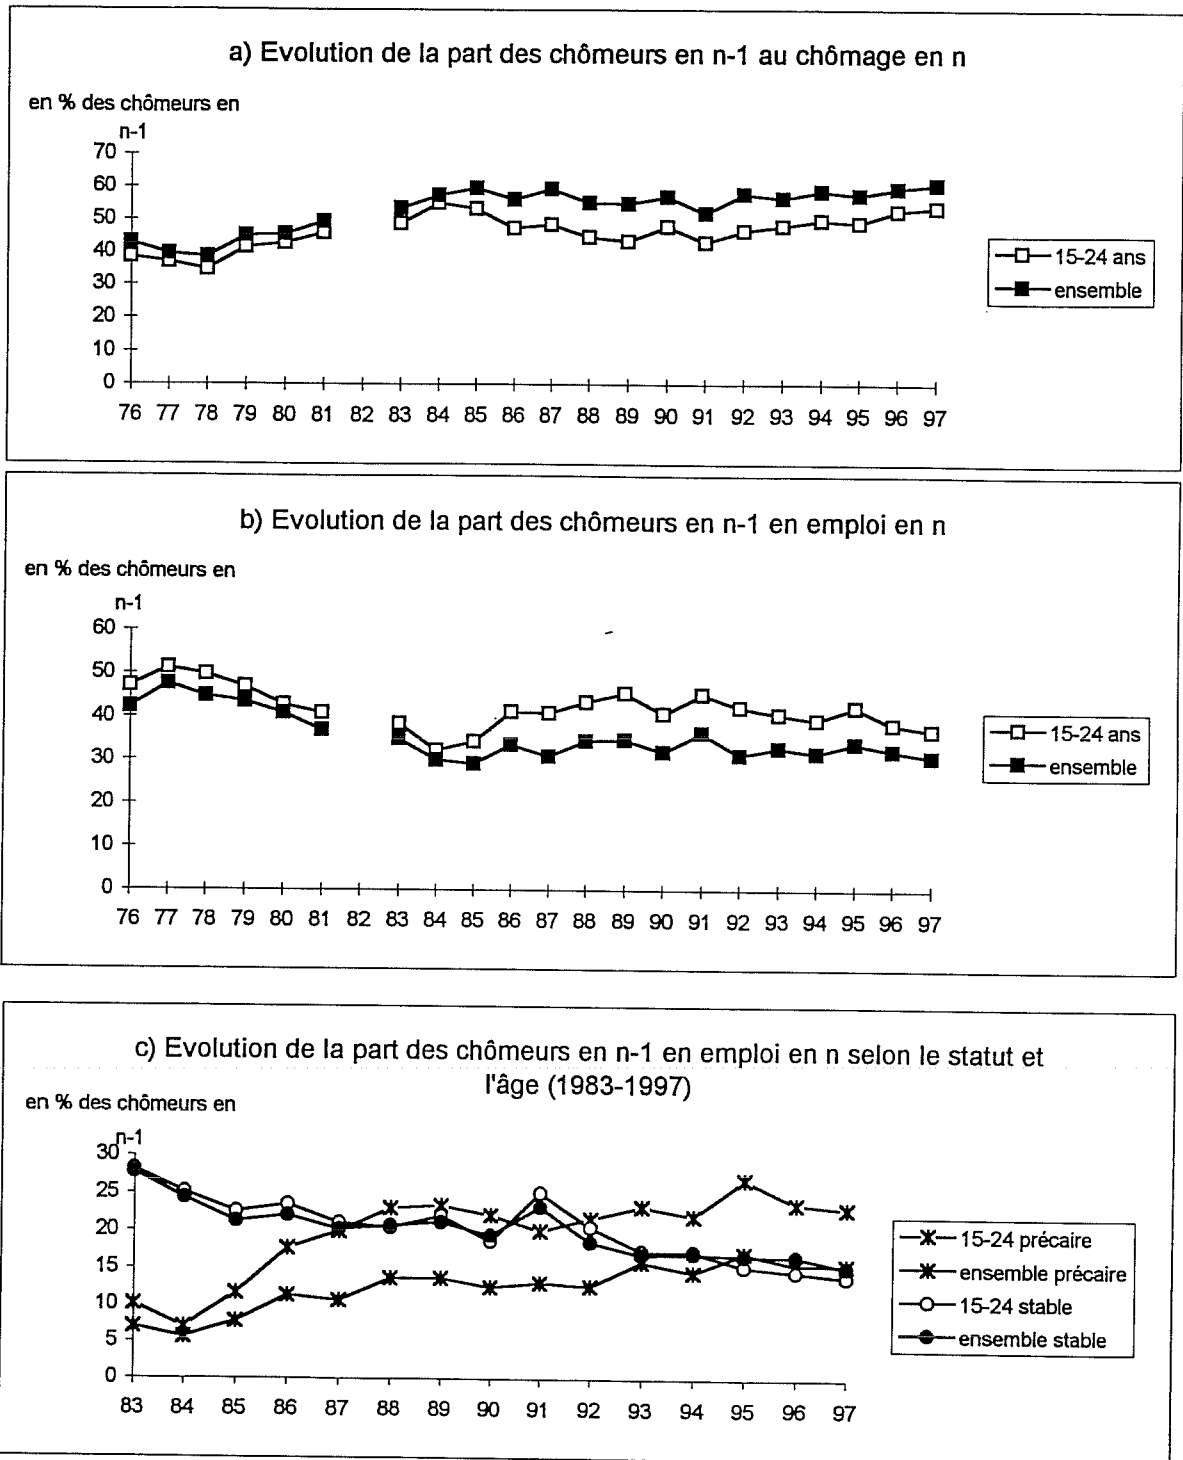 a) Evolution de la part des chômeurs en n-1 au chômage en n
en % des chômeurs en
n-1
70
60
50
40
30
20
10
0
76 77 78 79 80 81 82 83 84 85 86 87 88 89 90 91 92 93 94 95 96 97
15-24 ans
ensemble
b) Evolution de la part des chômeurs en n-1 en emploi en n
en % des chômeurs en
n-1
60
50
40
30
20
10
0
76 77 78 79 80 81 82 83 84 85 86 87 88 89 90 91 92 93 94 95 96 97
15-24 ans
ensemble
c) Evolution de la part des chômeurs en n-1 en emploi en n selon le statut et
l'âge (1983-1997)
en % des chômeurs en
n-1
30
25
20
15
10
5
0
83 84 85 86 87 88 89 90 91 92 93 94 95 96 97
15-24 précaire
ensemble précaire
15-24 stable
ensemble stable